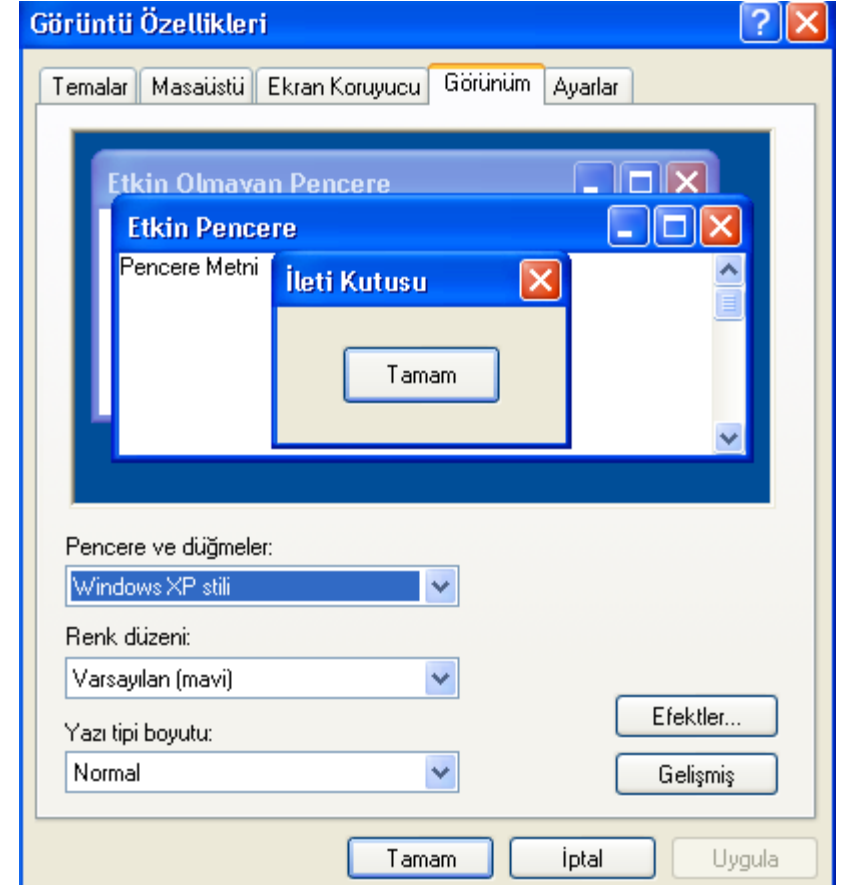 Görüntü Özellikleri
Temalar Masaüstü Ekran Koruyucu Görünüm Ayarlar
Etkin Olmayan Pencere
Etkin Pencere
Pencere Metni
İleti Kutusu
Tamam
Pencere ve düğmeler:
Windows XP stili
Renk düzeni:
Varsayılan (mavi)
Yazı tipi boyutu:
Normal
Efektler...
Gelişmiş
Tamam İptal Uygula